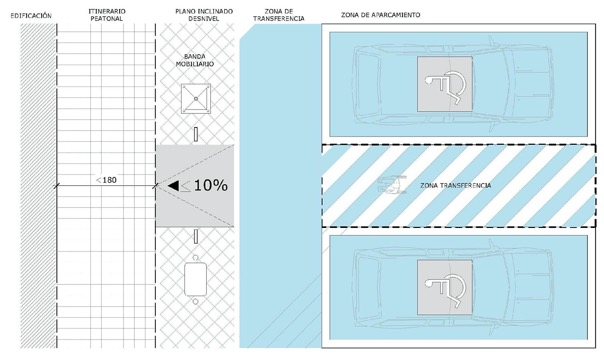 EDIFICACIÓN
ITINERARIO
PEATONAL
PLANO INCLINADO
DESNIVEL
ZONA DE
TRANSFERENCIA
ZONA DE APARCAMIENTO
BANDA
MOBILIARIO
≤180
≤ 10%
ZONA TRANSFERENCIA